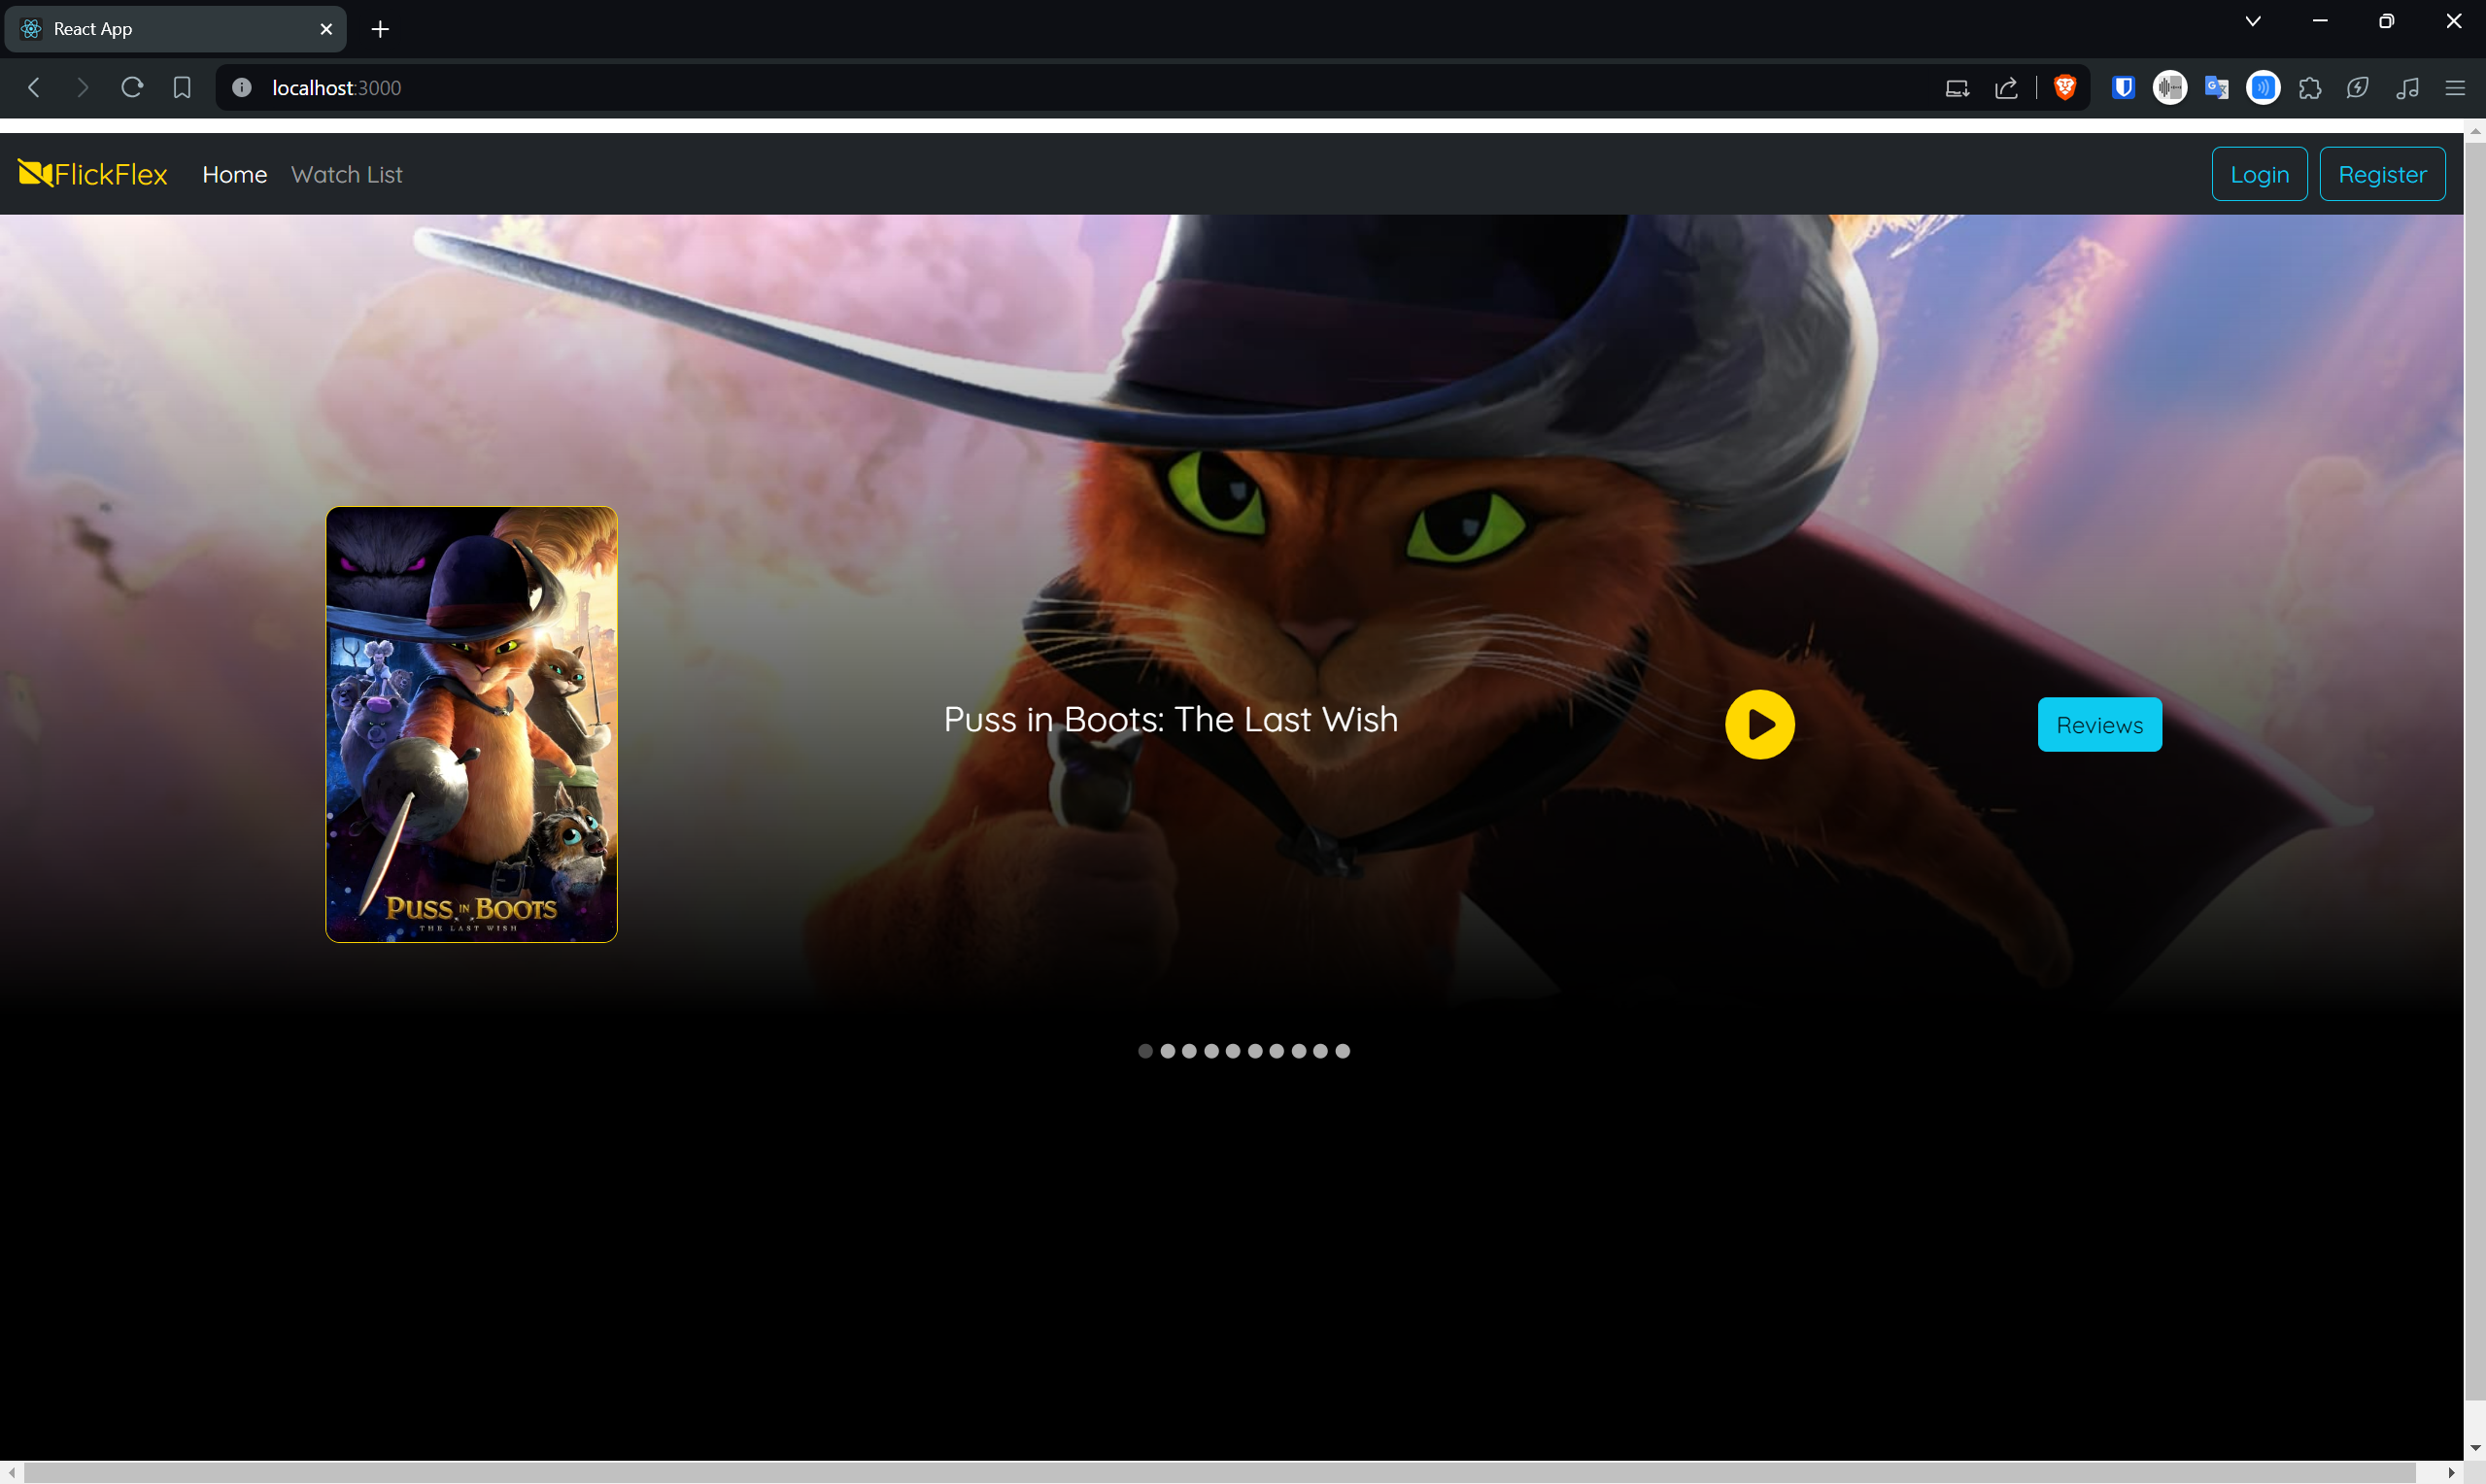 React App
localhost:3000
FlickFlex
Home
Watch List
Login
Register
Puss in Boots: The Last Wish
Reviews
PUSS IN BOOTS
THE LAST WISH